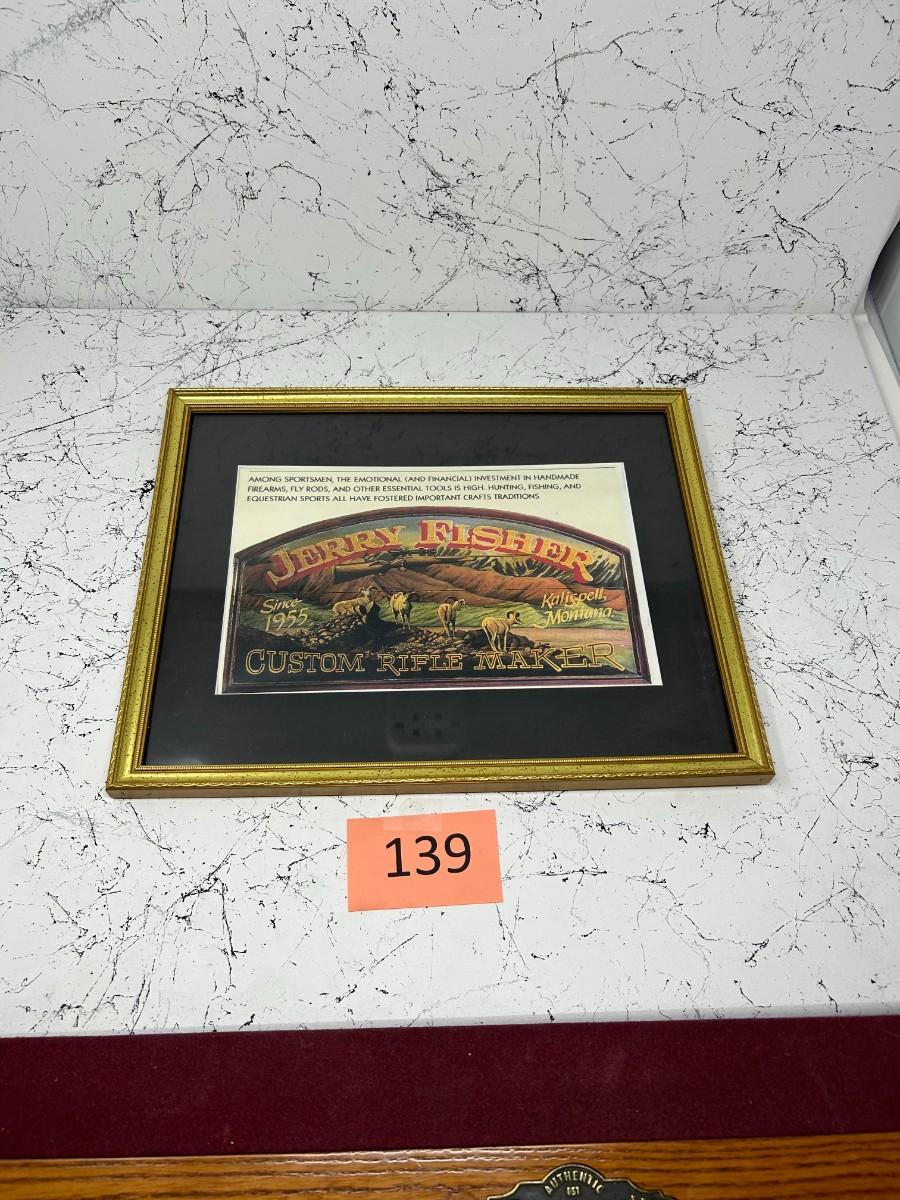 AMONG SPORTSMEN, THE EMOTIONAL (AND FINANCIAL) INVESTMENT IN HANDMADE
FIREARMS, FLY RODS, AND OTHER ESSENTIAL TOOLS IS HIGH. HUNTING, FISHING, AND
EQUESTRIAN SPORTS ALL HAVE FOSTERED IMPORTANT CRAFTS TRADITIONS.
JERRY FISHER
Since
1955
Kalispell,
Montana
CUSTOM RIFLE MAKER
139
AUTHENTIC